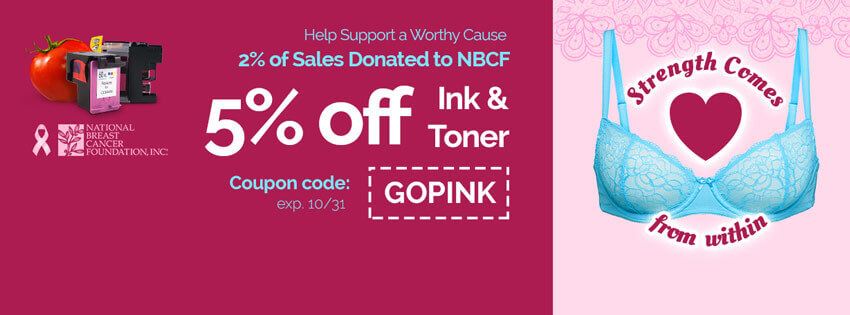 Help Support a Worthy Cause
2% of Sales Donated to NBCF
5% off
Ink &
Toner
Coupon code:
exp. 10/31
GOPINK
NATIONAL
BREAST
CANCER
FOUNDATION, INC.
Strength Comes
from within